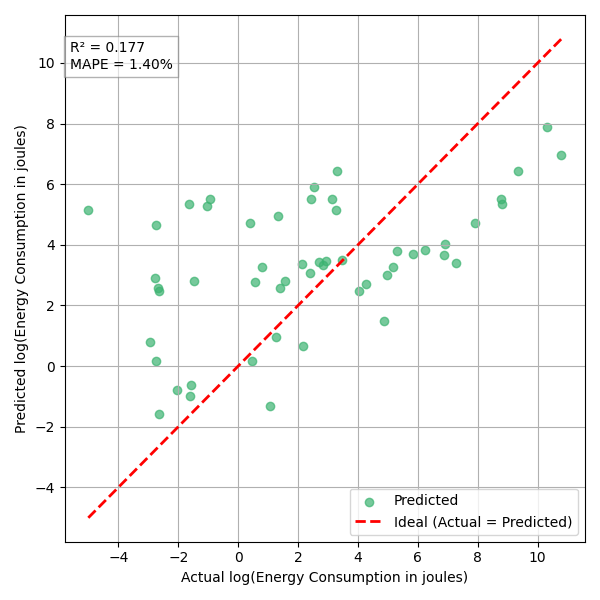 R² = 0.177
MAPE = 1.40%
10
8
6
4
2
0
−2
−4
Predicted log(Energy Consumption in joules)
Predicted
Ideal (Actual = Predicted)
−4 −2 0 2 4 6 8 10
Actual log(Energy Consumption in joules)